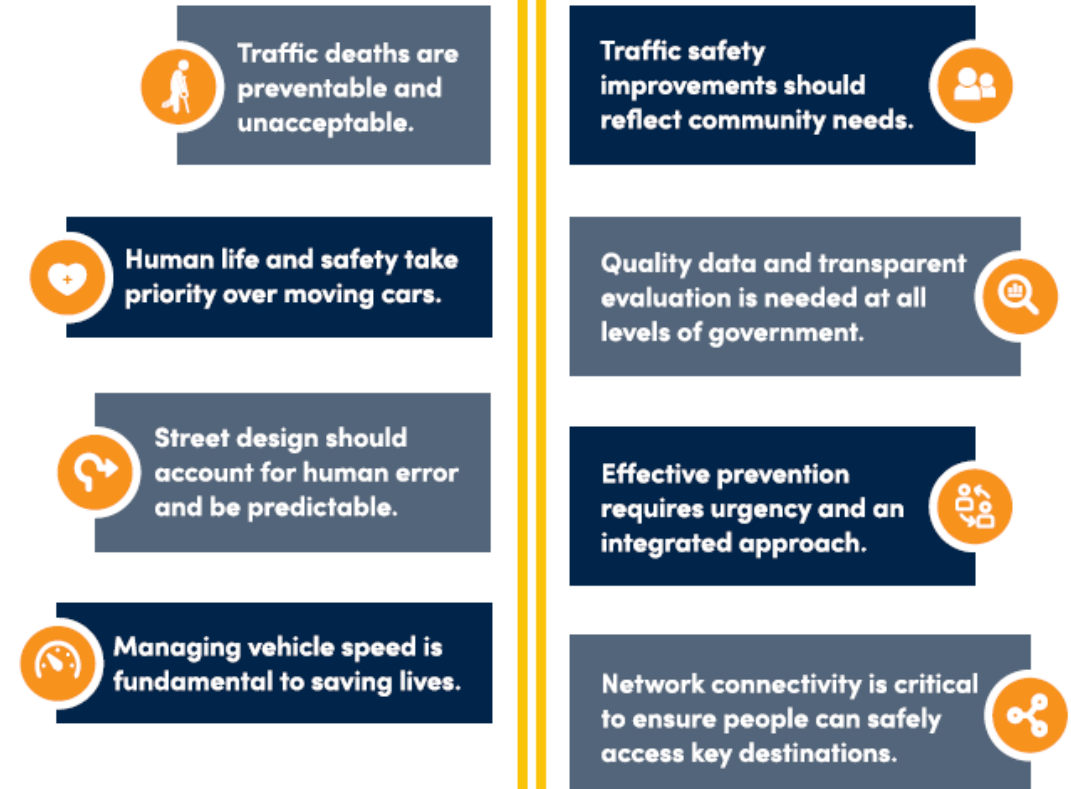 Traffic deaths are
preventable and
unacceptable.
Human life and safety take
priority over moving cars.
Street design should
account for human error
and be predictable.
Managing vehicle speed is
fundamental to saving lives.
Traffic safety
improvements should
reflect community needs.
Quality data and transparent
evaluation is needed at all
levels of government.
Effective prevention
requires urgency and an
integrated approach.
Network connectivity is critical
to ensure people can safely
access key destinations.